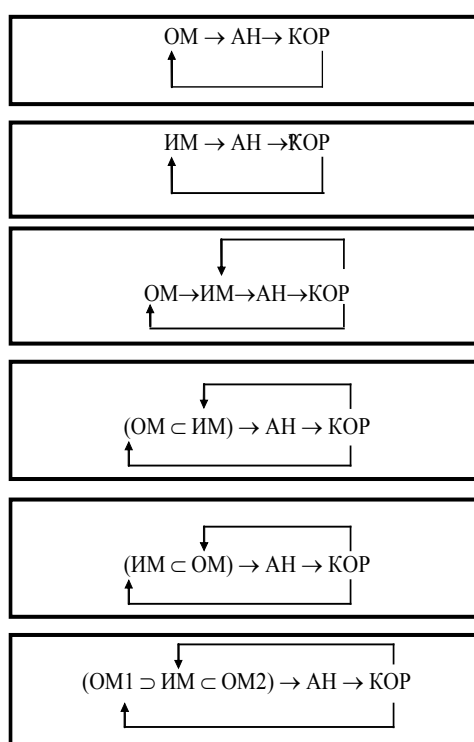 ОМ → АН→ КОР
ИМ → АН →КОР
ОМ→ИМ→АН→КОР
(ОМ ⊂ ИМ) → АН → КОР
(ИМ ⊂ ОМ) → АН → КОР
(ОМ1 ⊃ ИМ ⊂ ОМ2) → АН → КОР